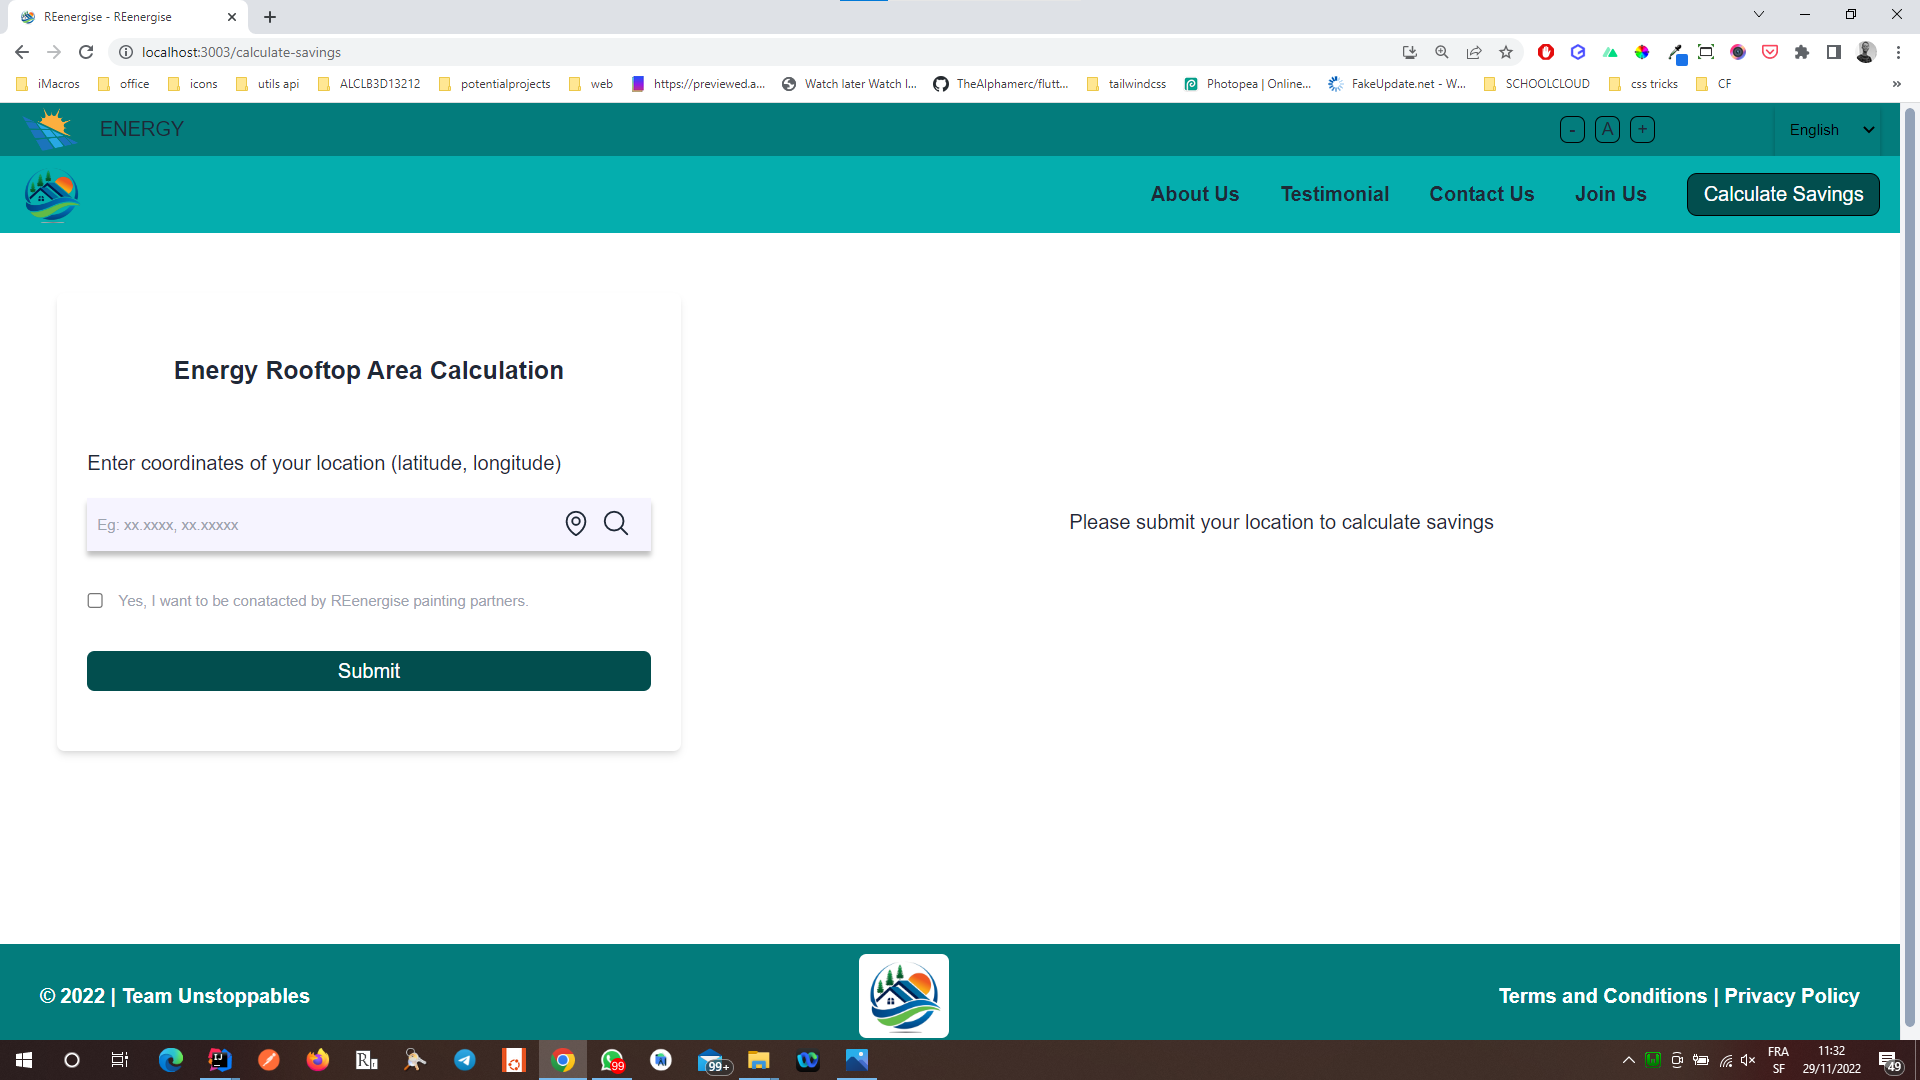 REenergise - REenergise
localhost:3003/calculate-savings
iMacros office icons utils api ALCLB3D13212 potentialprojects web https://previewed.a... Watch later Watch l... TheAlphamerc/flutt... tailwindcss Photopea | Online... FakeUpdate.net - W... SCHOOLCLOUD css tricks CF »
ENERGY - A + English
About Us Testimonial Contact Us Join Us Calculate Savings
Energy Rooftop Area Calculation
Enter coordinates of your location (latitude, longitude)
Eg: xx.xxxx, xx.xxxxx
Yes, I want to be conatacted by REenergise painting partners.
Submit
Please submit your location to calculate savings
© 2022 | Team Unstoppables
Terms and Conditions | Privacy Policy
99 AI 99+
FRA
SF
11:32
29/11/2022
49